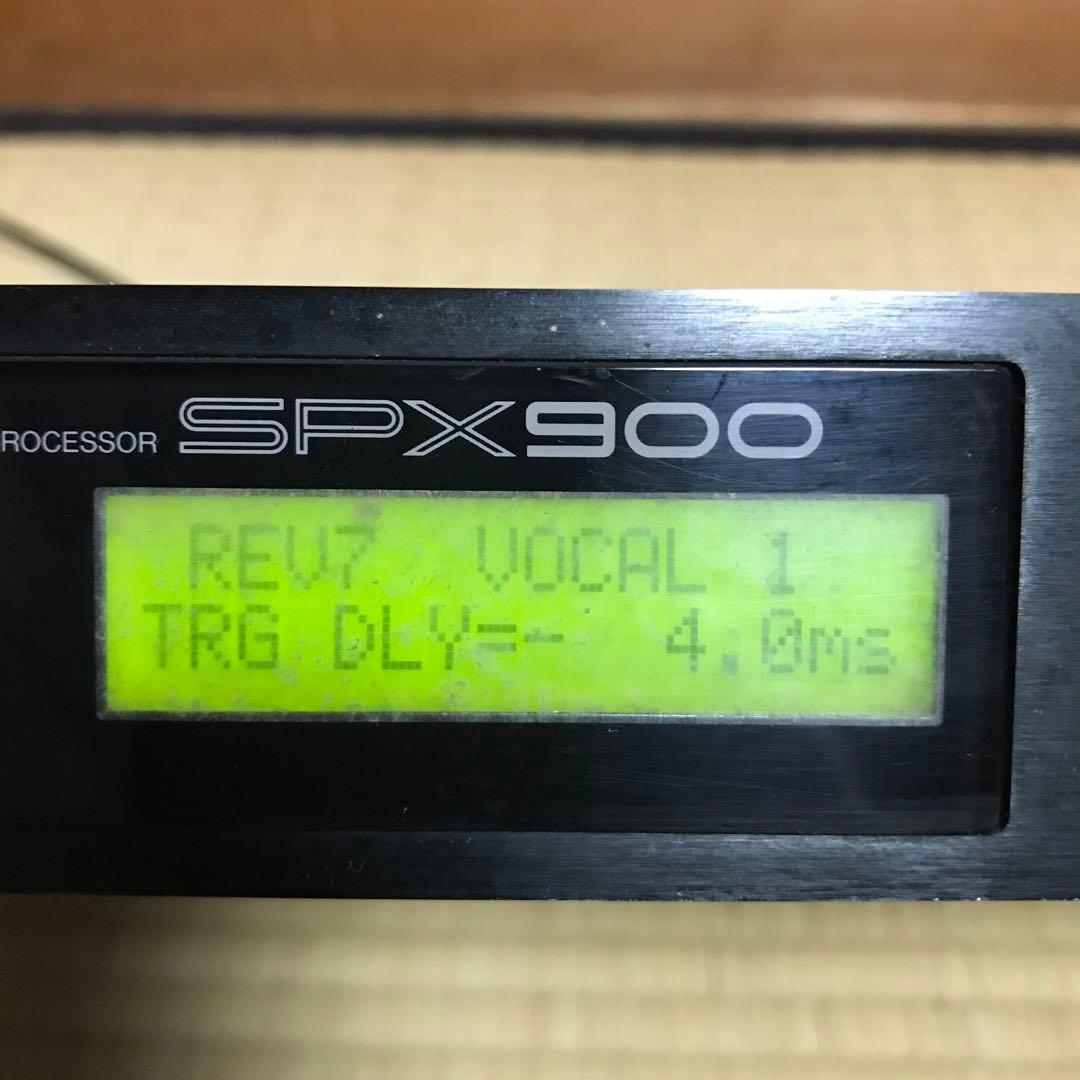 ROCESSOR SPX900
REV7 VOCAL 1
TRG DLY=- 4.0ms